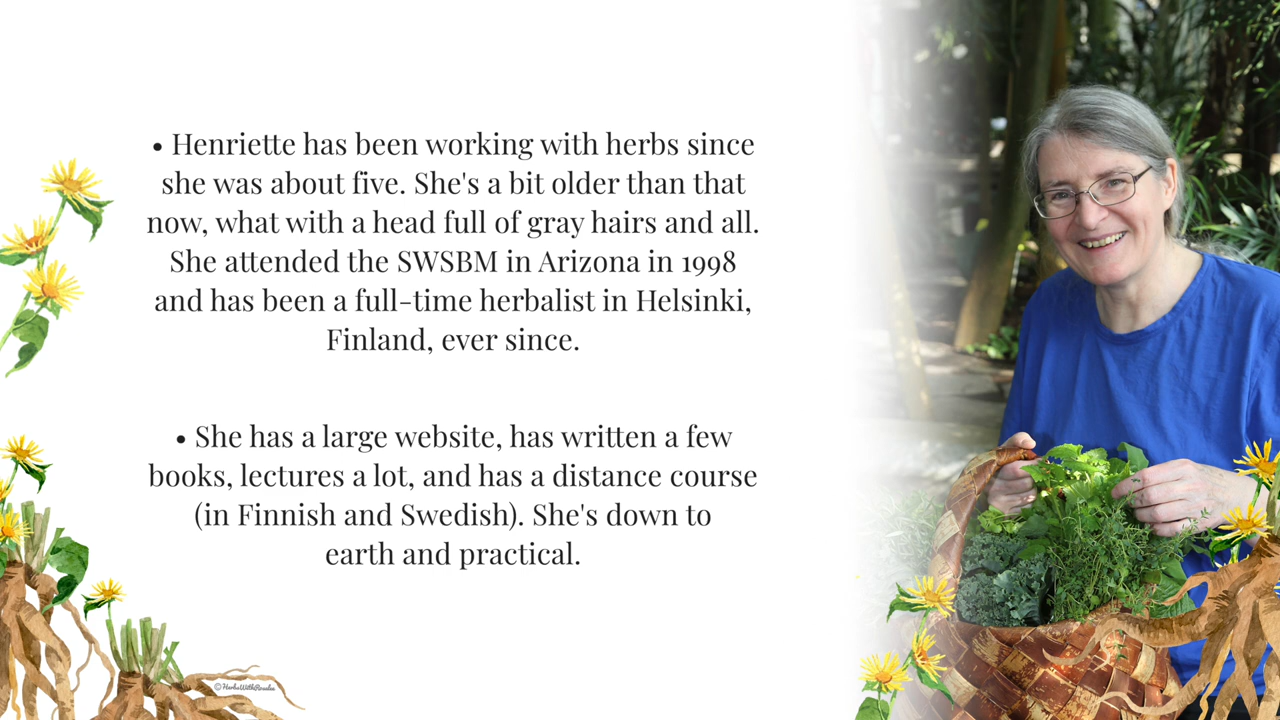 • Henriette has been working with herbs since
she was about five. She's a bit older than that
now, what with a head full of gray hairs and all.
She attended the SWSBM in Arizona in 1998
and has been a full-time herbalist in Helsinki,
Finland, ever since.
• She has a large website, has written a few
books, lectures a lot, and has a distance course
(in Finnish and Swedish). She's down to
earth and practical.
©HerbsWithRosalee